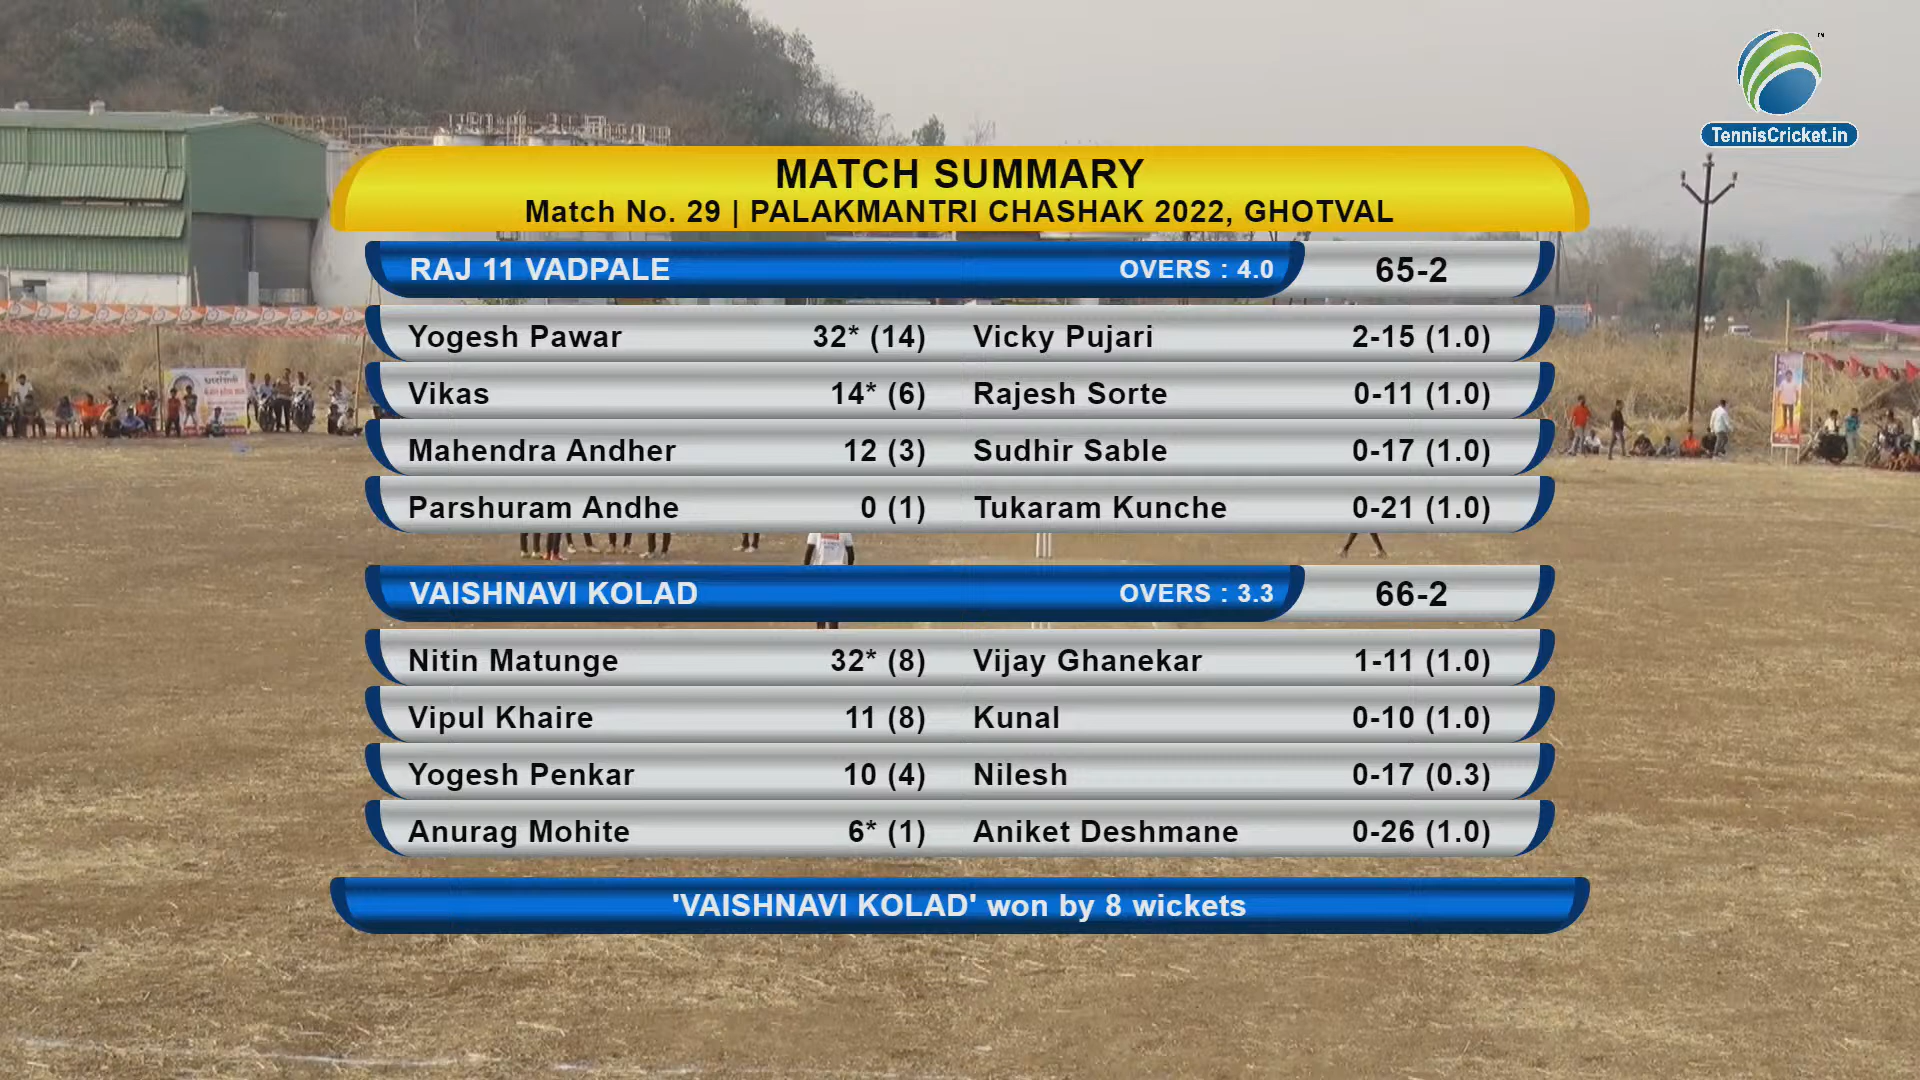 TM
TennisCricket.in
MATCH SUMMARY
Match No. 29 | PALAKMANTRI CHASHAK 2022, GHOTVAL
RAJ 11 VADPALE OVERS : 4.0 65-2
Yogesh Pawar 32* (14) Vicky Pujari 2-15 (1.0)
Vikas 14* (6) Rajesh Sorte 0-11 (1.0)
Mahendra Andher 12 (3) Sudhir Sable 0-17 (1.0)
Parshuram Andhe 0 (1) Tukaram Kunche 0-21 (1.0)
VAISHNAVI KOLAD OVERS : 3.3 66-2
Nitin Matunge 32* (8) Vijay Ghanekar 1-11 (1.0)
Vipul Khaire 11 (8) Kunal 0-10 (1.0)
Yogesh Penkar 10 (4) Nilesh 0-17 (0.3)
Anurag Mohite 6* (1) Aniket Deshmane 0-26 (1.0)
'VAISHNAVI KOLAD' won by 8 wickets